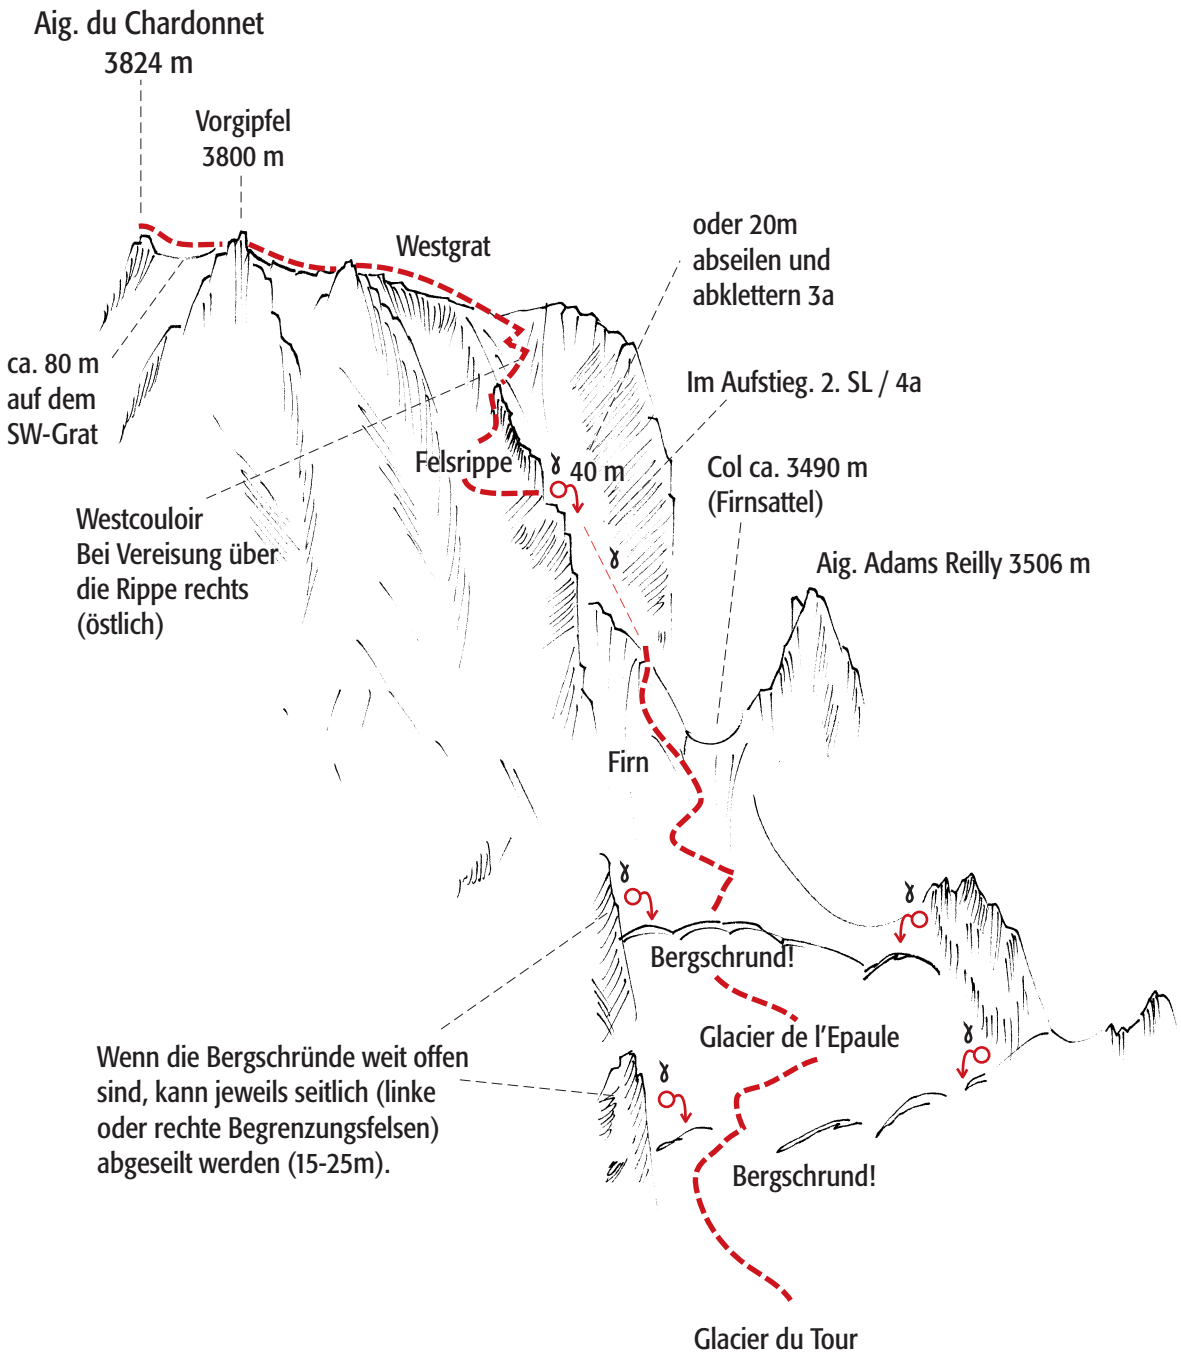 Aig. du Chardonnet
3824 m
Vorgipfel
3800 m
Westgrat
oder 20m
abseilen und
abklettern 3a
ca. 80 m
auf dem
SW-Grat
Im Aufstieg. 2. SL / 4a
Felsrippe
40 m
Col ca. 3490 m
(Firnsattel)
Westcouloir
Bei Vereisung über
die Rippe rechts
(östlich)
Aig. Adams Reilly 3506 m
Firn
Bergschrund!
Glacier de l'Epaule
Wenn die Bergschründe weit offen
sind, kann jeweils seitlich (linke
oder rechte Begrenzungsfelsen)
abgeseilt werden (15-25m).
Bergschrund!
Glacier du Tour